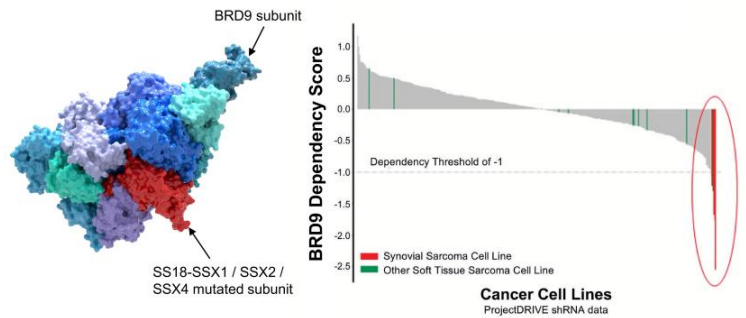 BRD9 subunit
SS18-SSX1 / SSX2 /
SSX4 mutated subunit
BRD9 Dependency Score
1.0
0.5
0.0
-0.5
-1.0
-1.5
-2.0
-2.5
Dependency Threshold of -1
Synovial Sarcoma Cell Line
Other Soft Tissue Sarcoma Cell Line
Cancer Cell Lines
ProjectDRIVE shRNA data